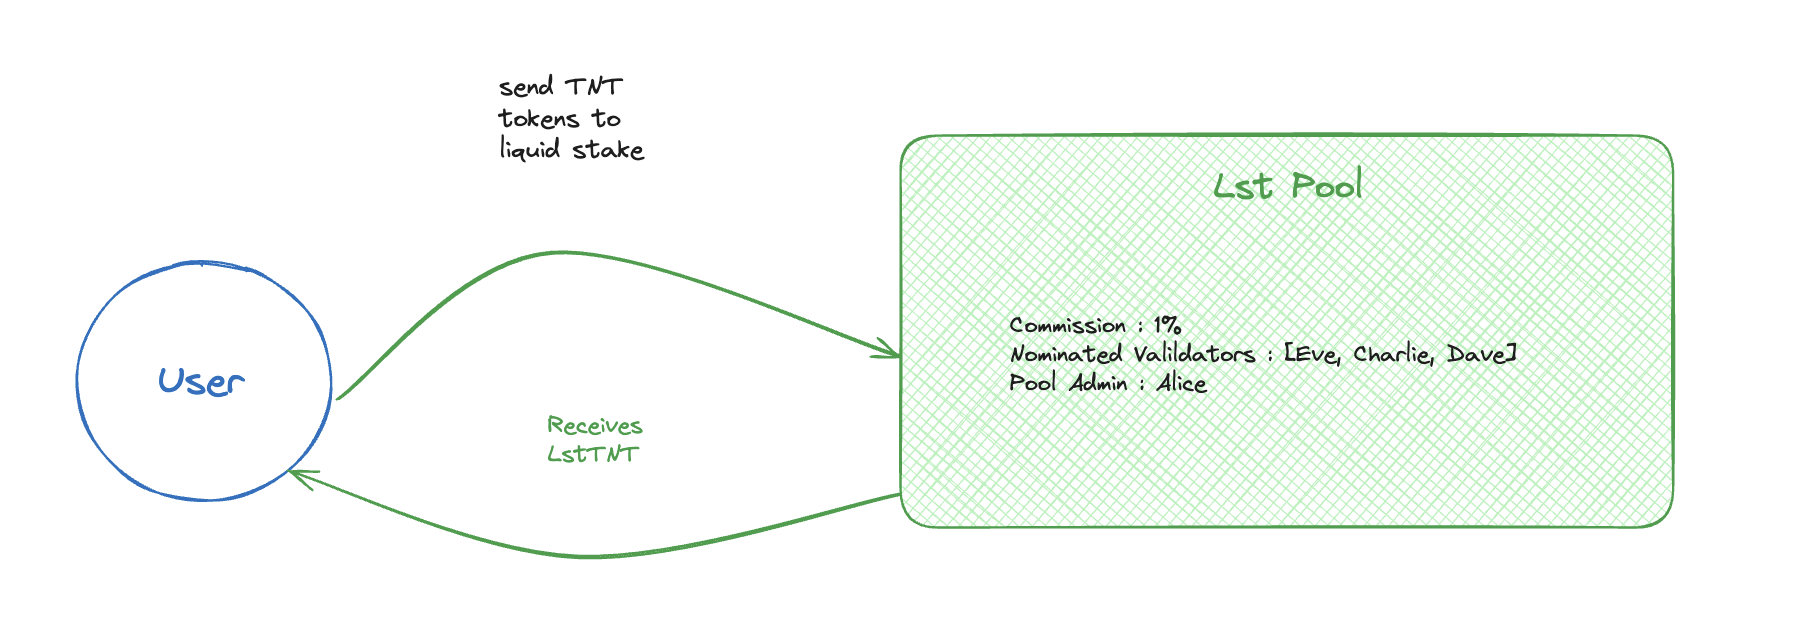 send TNT
tokens to
liquid stake
Lst Pool
Commission : 1%
Nominated Valildators : [Eve, Charlie, Dave]
Pool Admin : Alice
User
Receives
LstTNT